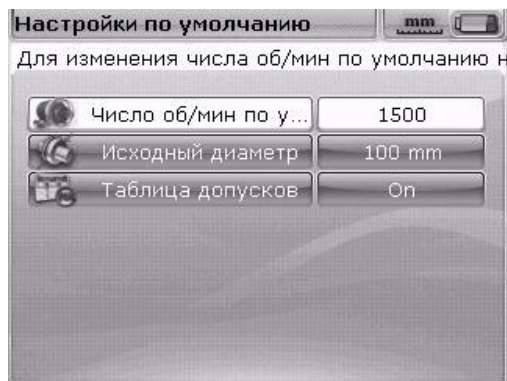 Настройки по умолчанию mm
Для изменения числа об/мин по умолчанию н
Число об/мин по у... 1500
Исходный диаметр 100 mm
Таблица допусков On